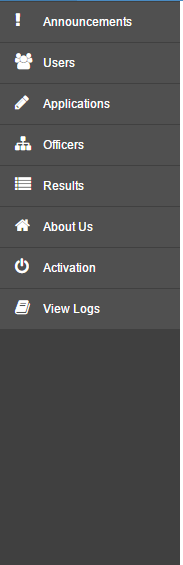 Announcements
Users
Applications
Officers
Results
About Us
Activation
View Logs